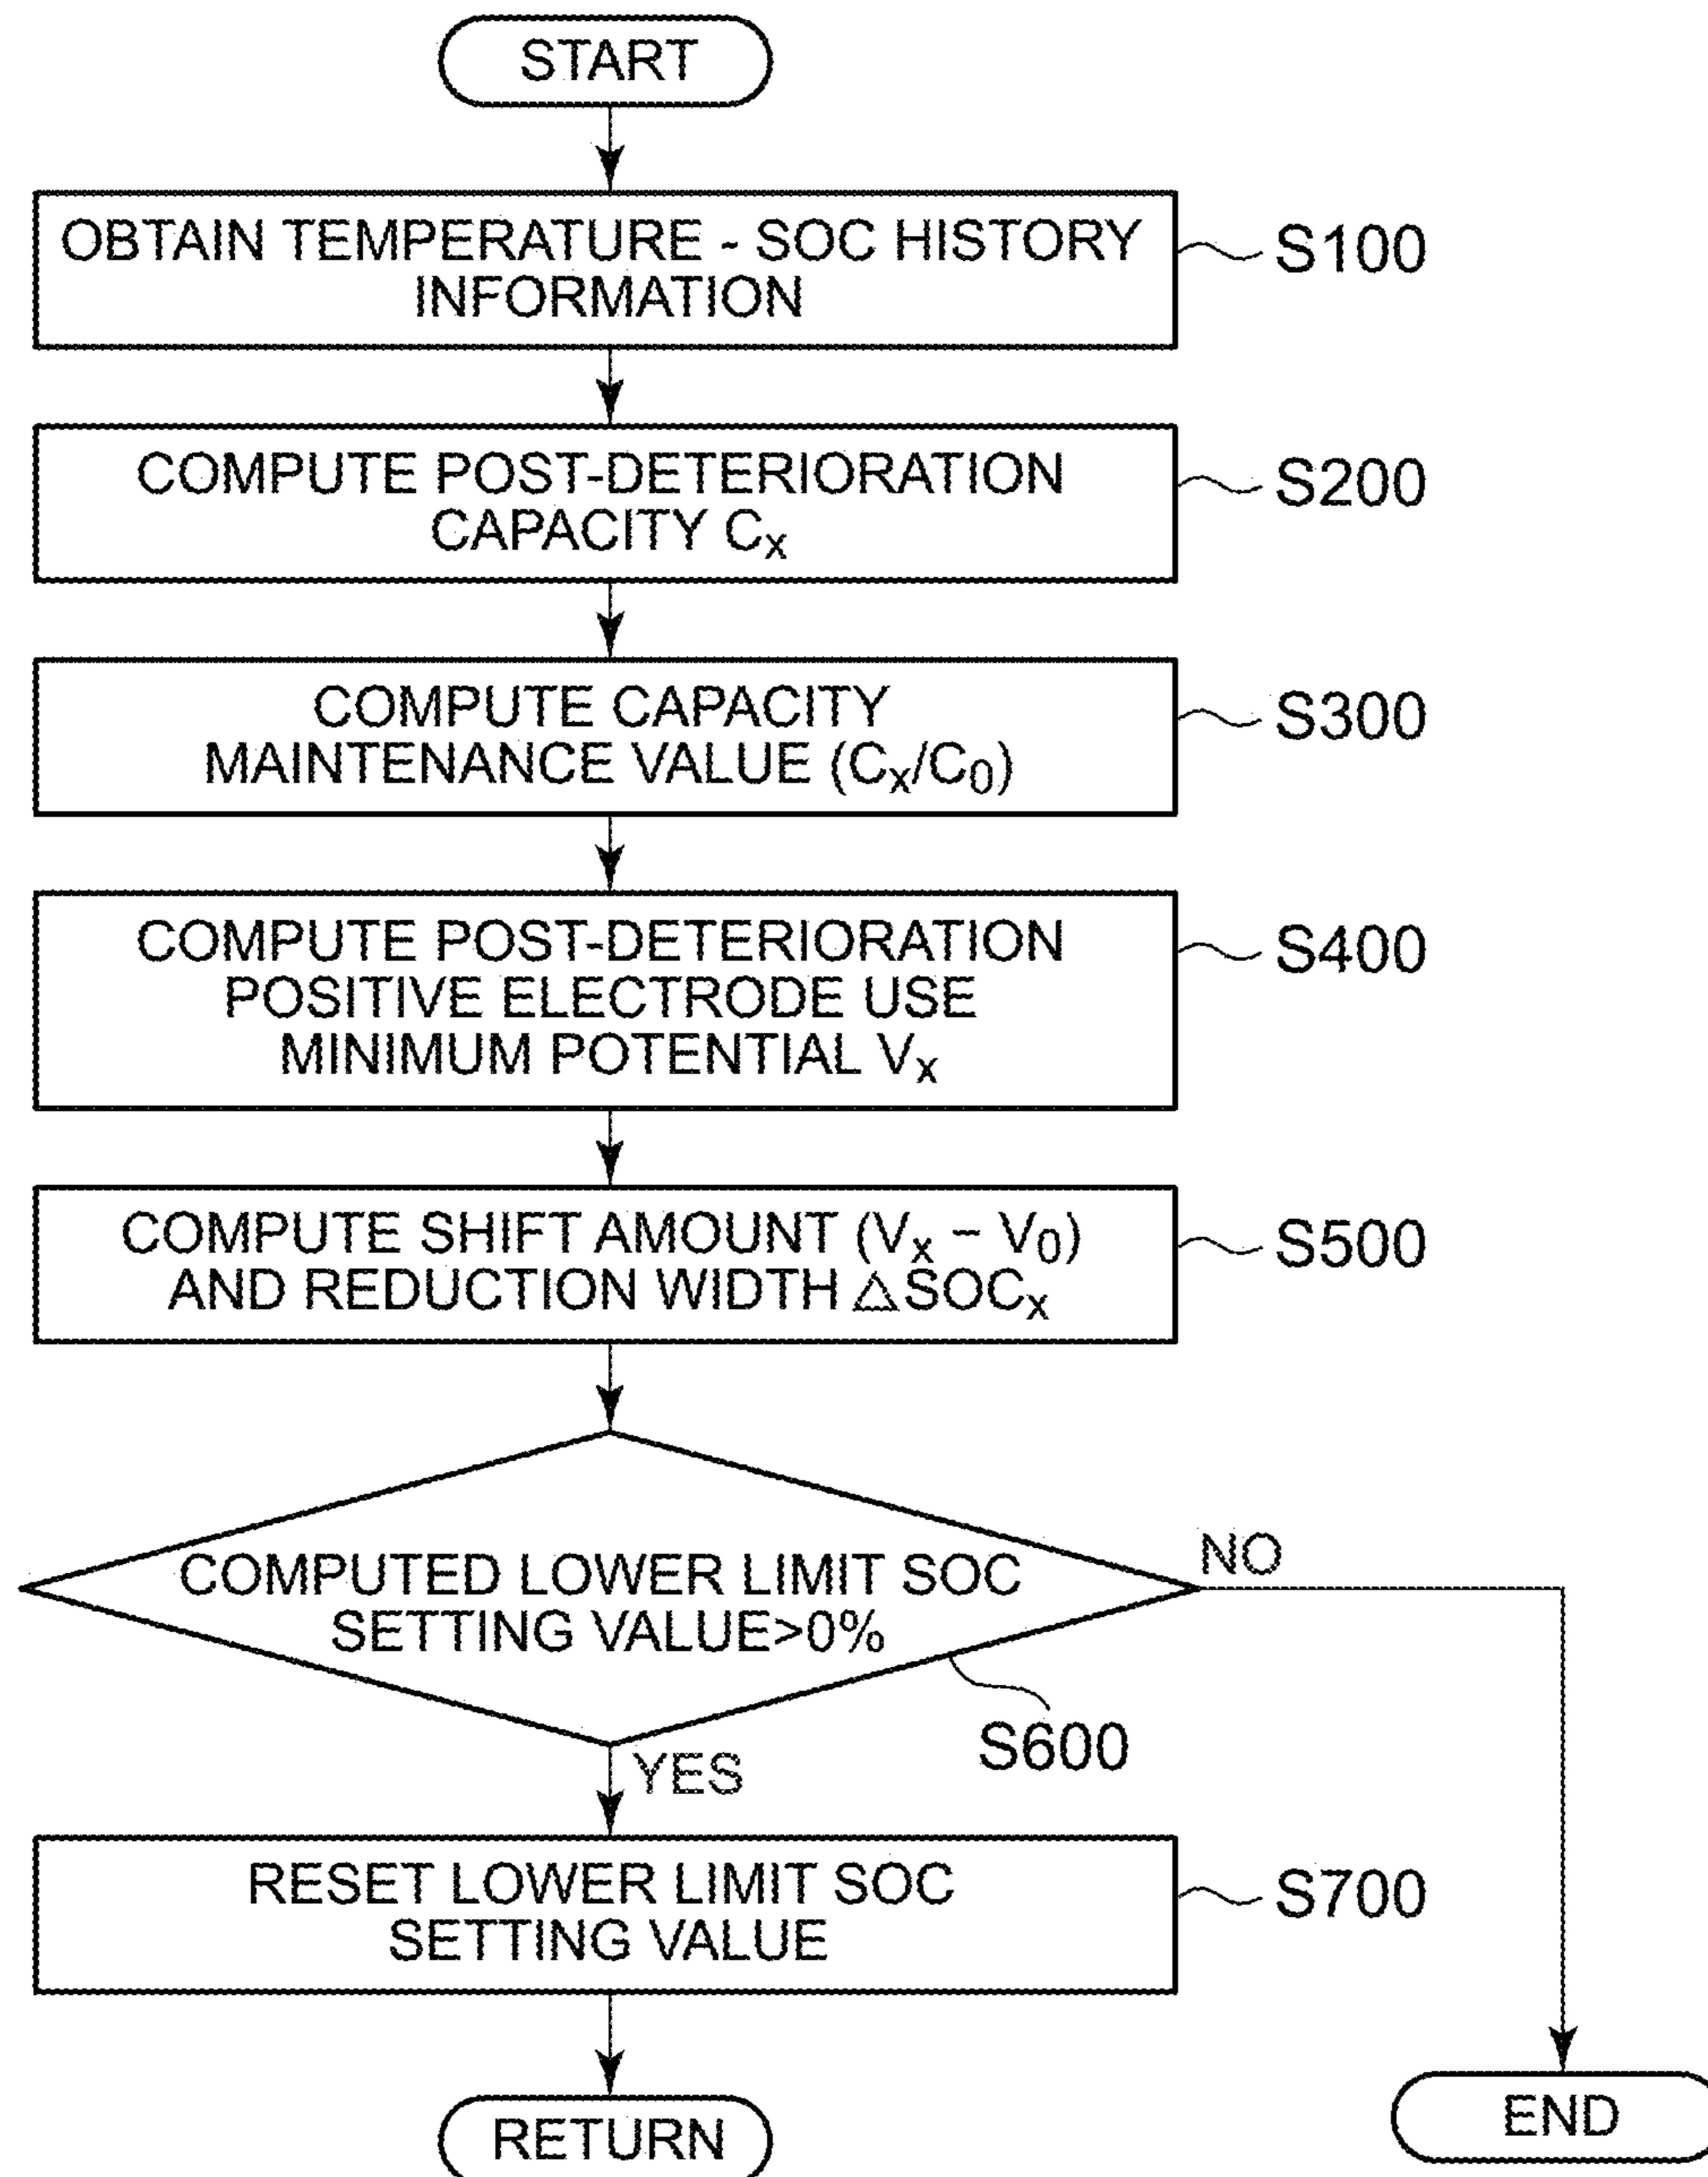 START
OBTAIN TEMPERATURE - SOC HISTORY
INFORMATION
S100
COMPUTE POST-DETERIORATION
CAPACITY Cx
S200
COMPUTE CAPACITY
MAINTENANCE VALUE (Cx/C0)
S300
COMPUTE POST-DETERIORATION
POSITIVE ELECTRODE USE
MINIMUM POTENTIAL Vx
S400
COMPUTE SHIFT AMOUNT (Vx – V0)
AND REDUCTION WIDTH △SOCx
S500
COMPUTED LOWER LIMIT SOC
SETTING VALUE>0%
NO
S600
YES
RESET LOWER LIMIT SOC
SETTING VALUE
S700
RETURN
END